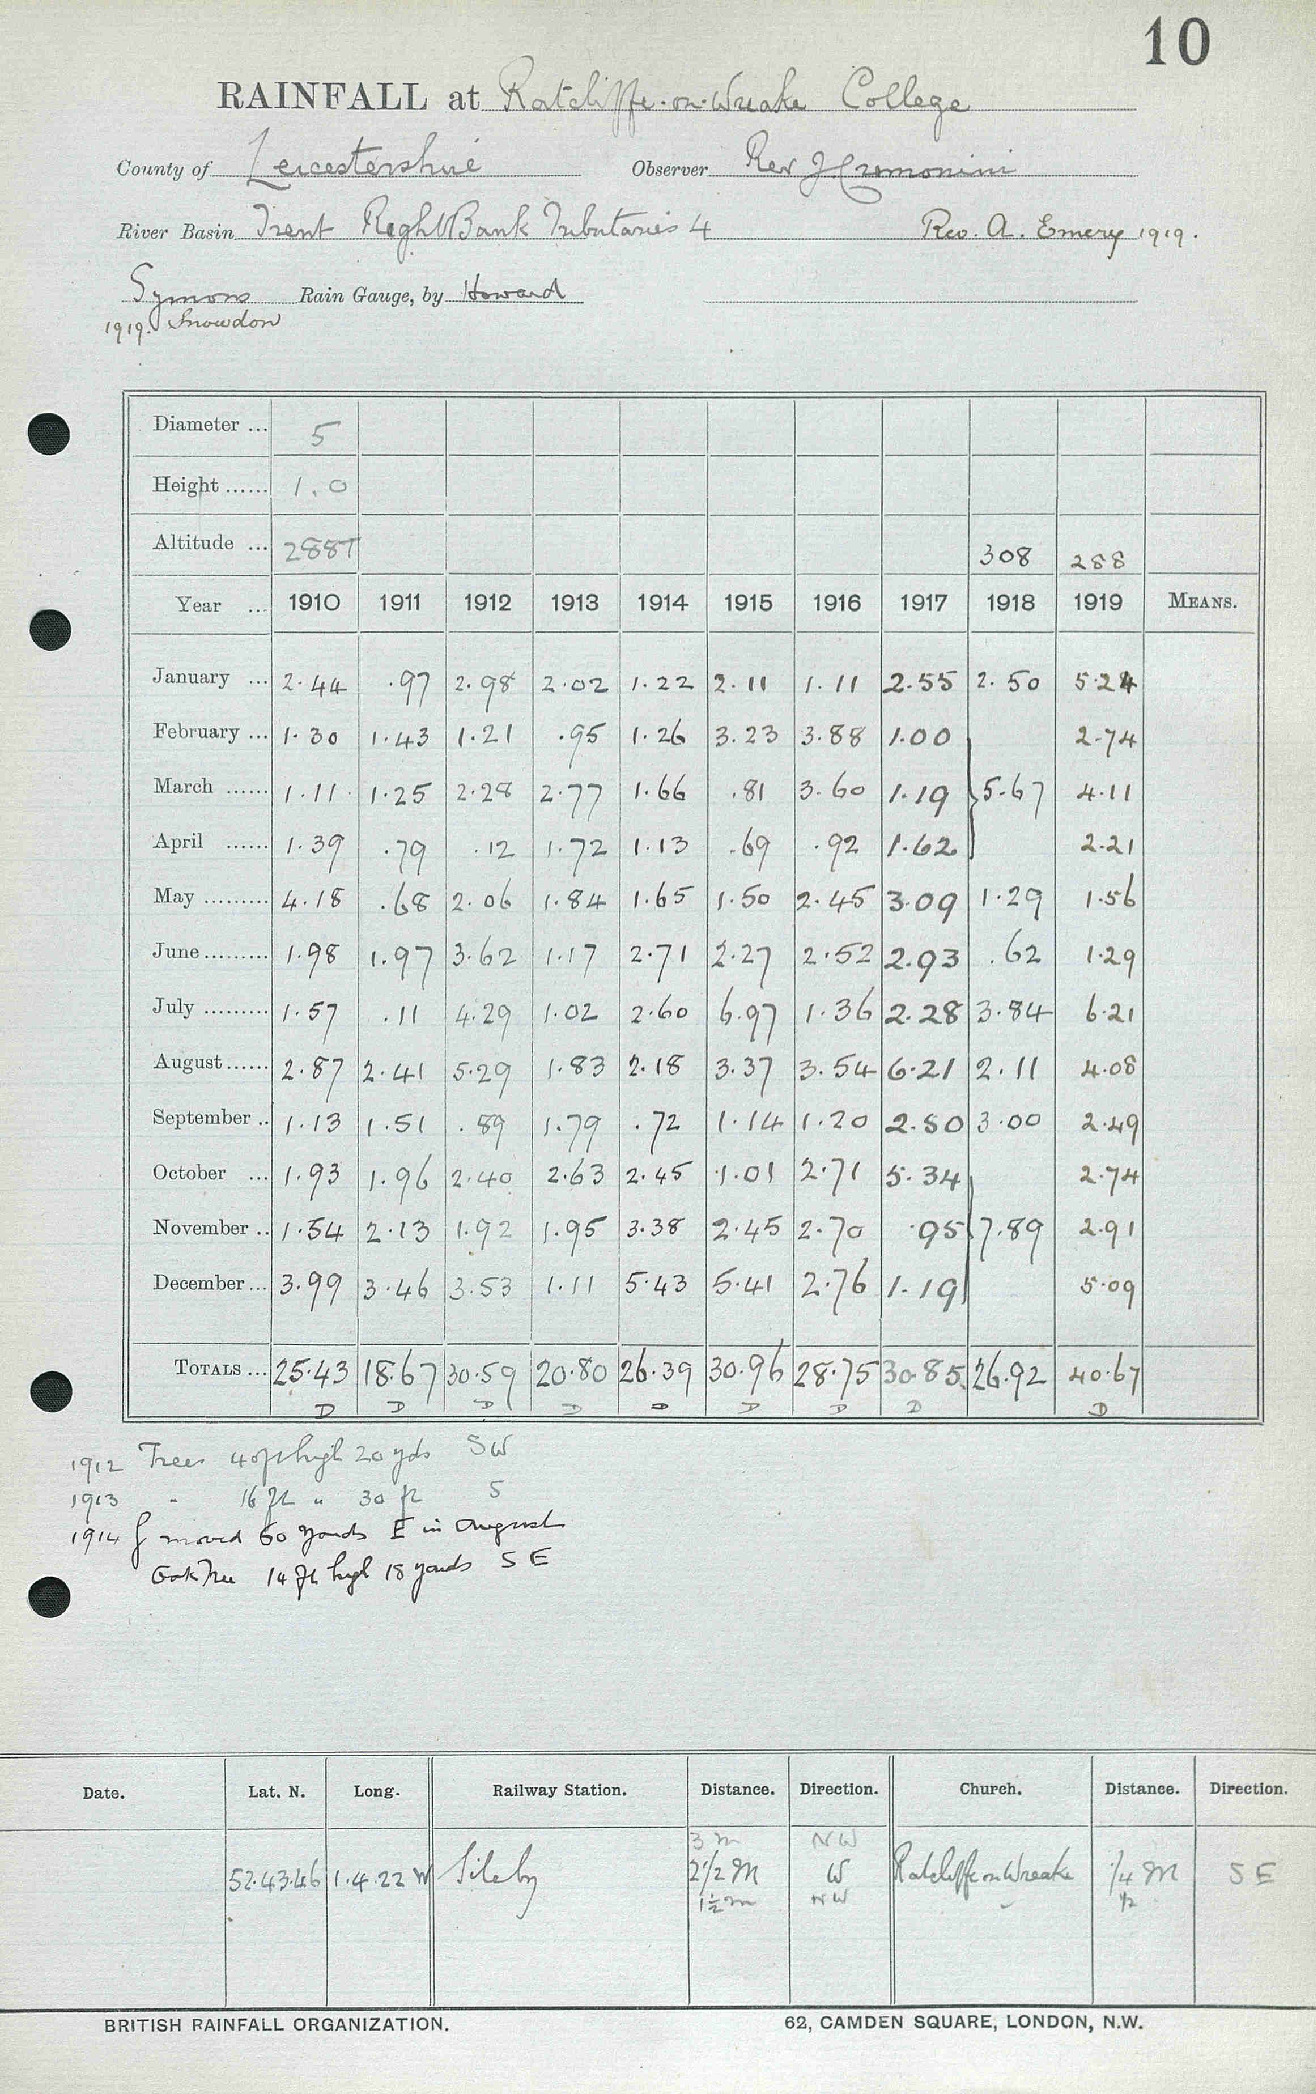 10
RAINFALL at Ratcliffe-on-Wreake College
County of Leicestershire Observer Rev J Cremonini
River Basin Trent Right Bank Tributaries 4 Rev. A. Emery 1919.
Symons Rain Gauge, by Howard
1919. Snowdon
Diameter ... 5
Height ...... 1.0
Altitude ... 288T 308 288
Year ... 1910 1911 1912 1913 1914 1915 1916 1917 1918 1919 MEANS.
January ... 2.44 .97 2.98 2.02 1.22 2.11 1.11 2.55 2.50 5.24
February ... 1.30 1.43 1.21 .95 1.26 3.23 3.88 1.00 2.74
March ...... 1.11 1.25 2.28 2.77 1.66 .81 3.60 1.19 5.67 4.11
April ...... 1.39 .79 .12 1.72 1.13 .69 .92 1.62 2.21
May ......... 4.18 .68 2.06 1.84 1.65 1.50 2.45 3.09 1.29 1.56
June ......... 1.98 1.97 3.62 1.17 2.71 2.27 2.52 2.93 .62 1.29
July ......... 1.57 .11 4.29 1.02 2.60 6.97 1.36 2.28 3.84 6.21
August ...... 2.87 2.41 5.29 1.83 2.18 3.37 3.54 6.21 2.11 4.08
September .. 1.13 1.51 .89 1.79 .72 1.14 1.20 2.50 3.00 2.49
October ... 1.93 1.96 2.40 2.63 2.45 1.01 2.71 5.34 2.74
November .. 1.54 2.13 1.92 1.95 3.38 2.45 2.70 .95 7.89 2.91
December ... 3.99 3.46 3.53 1.11 5.43 5.41 2.76 1.19 5.09
TOTALS ... 25.43 18.67 30.59 20.80 26.39 30.96 28.75 30.85 26.92 40.67
D D D D D D D D D
1912 Trees 40ft high 20 yds SW
1913 " 16 ft " 30 ft S
1914 g moved 60 yards E in August
Oak Tree 14 ft high 18 yards S E
Date. Lat. N. Long. Railway Station. Distance. Direction. Church. Distance. Direction.
3 m NW
52.43.46 1.4.22 W Sileby 2 1/2 M W Ratcliffe on Wreake 1/4 M S E
1 1/2 m NW 1/2
BRITISH RAINFALL ORGANIZATION. 62, CAMDEN SQUARE, LONDON, N.W.